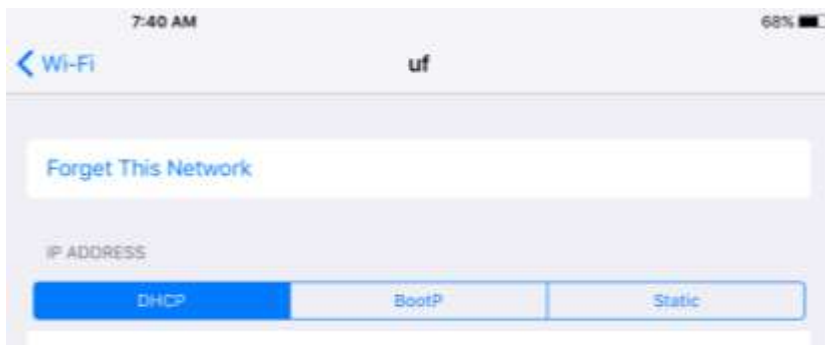 7:40 AM 68%
Wi-Fi uf
Forget This Network
IP ADDRESS
DHCP BootP Static